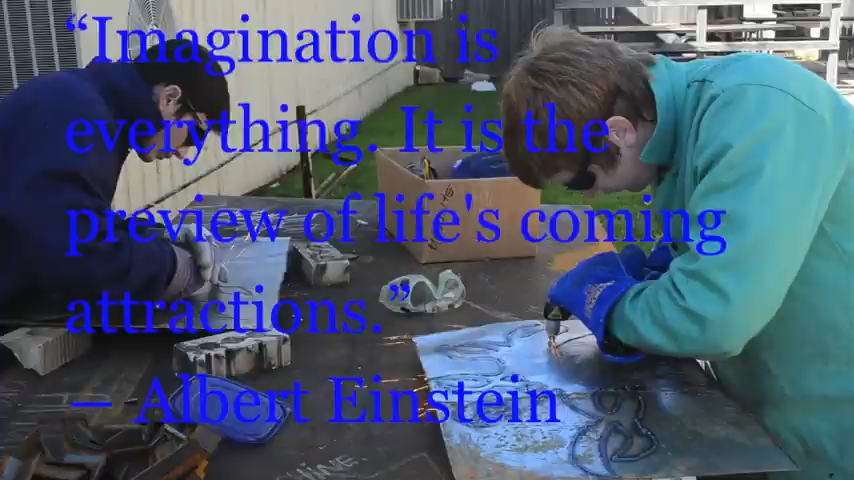 “Imagination is
everything. It is the
preview of life's coming
attractions.”
— Albert Einstein